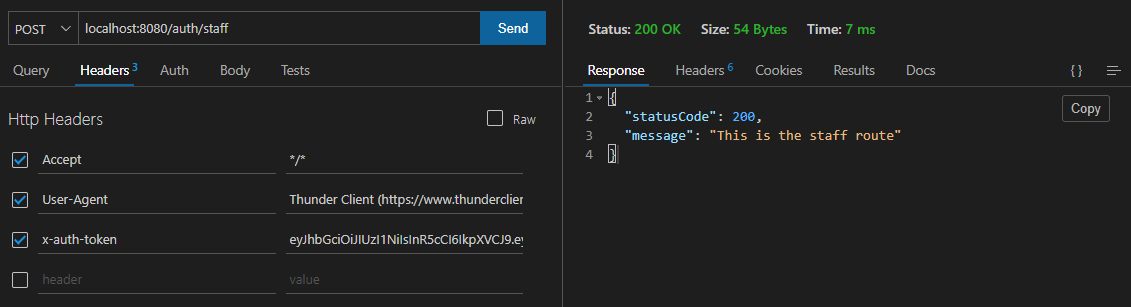 POST localhost:8080/auth/staff Send
Query Headers 3 Auth Body Tests
Http Headers Raw
Accept */*
User-Agent Thunder Client (https://www.thunderclien
x-auth-token eyJhbGciOiJIUzI1NiIsInR5cCI6IkpXVCJ9.ey
header value
Status: 200 OK Size: 54 Bytes Time: 7 ms
Response Headers 6 Cookies Results Docs {}
Copy
1 {
2 "statusCode": 200,
3 "message": "This is the staff route"
4 }